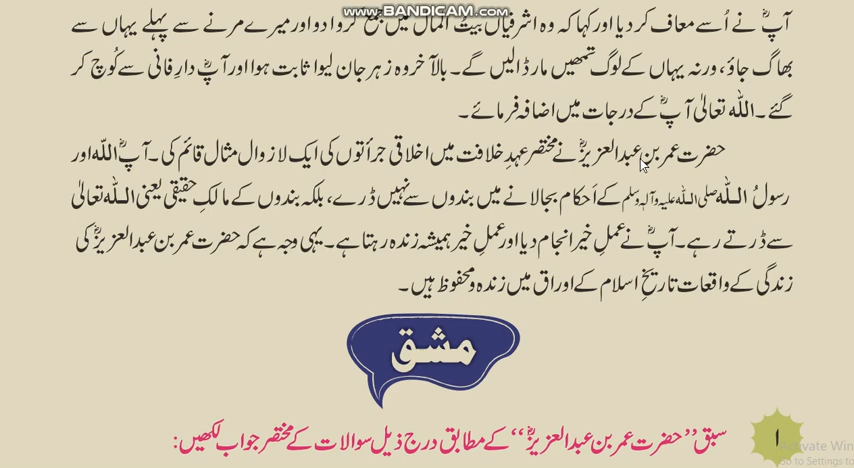 www.BANDICAM.com
آپؒ نے اُسے معاف کر دیا اور کہا کہ وہ اشرفیاں بیت المال میں جمع کروا دو اور میرے مرنے سے پہلے یہاں سے
بھاگ جاؤ، ورنہ یہاں کے لوگ تمھیں مار ڈالیں گے۔ بالآخر وہ زہر جان لیوا ثابت ہوا اور آپؒ دارِ فانی سے کُوچ کر
گئے۔ اللہ تعالیٰ آپؒ کے درجات میں اضافہ فرمائے۔
حضرت عمر بن عبدالعزیزؒ نے مختصر عہدِ خلافت میں اخلاقی جرأتوں کی ایک لازوال مثال قائم کی۔ آپؒ اللہ اور
رسولُ اللہ صلی اللہ علیہ وآلہ وسلم کے اَحکام بجا لانے میں بندوں سے نہیں ڈرے، بلکہ بندوں کے مالکِ حقیقی یعنی اللہ تعالیٰ
سے ڈرتے رہے۔ آپؒ نے عملِ خیر انجام دیا اور عملِ خیر ہمیشہ زندہ رہتا ہے۔ یہی وجہ ہے کہ حضرت عمر بن عبدالعزیزؒ کی
زندگی کے واقعات تاریخِ اسلام کے اوراق میں زندہ و محفوظ ہیں۔
مشق
۱ سبق ’’حضرت عمر بن عبدالعزیزؒ‘‘ کے مطابق درج ذیل سوالات کے مختصر جواب لکھیں:
Activate Win
Go to Settings to